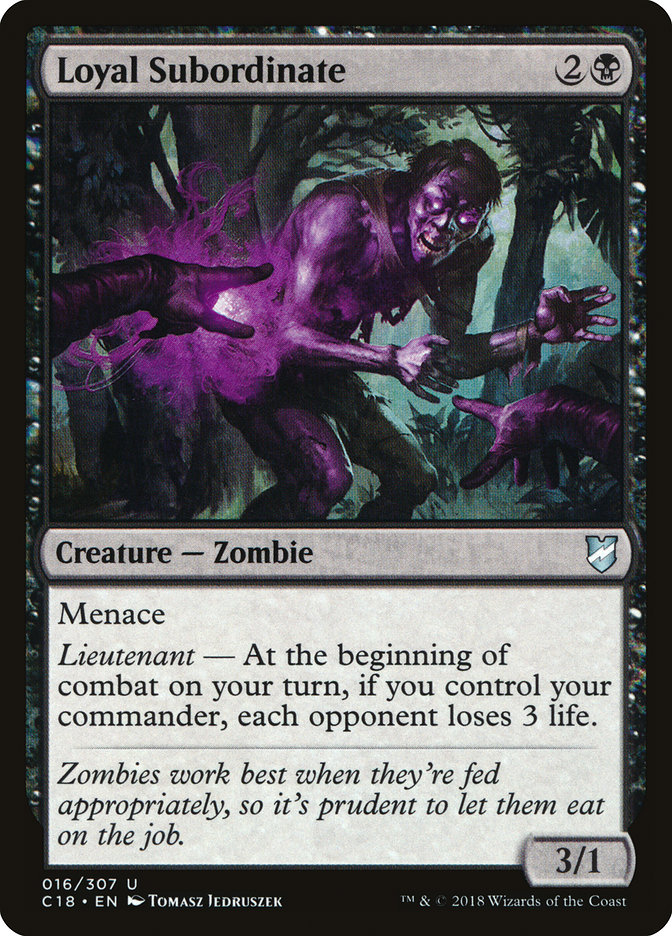 Loyal Subordinate 2
Creature — Zombie
Menace
Lieutenant — At the beginning of
combat on your turn, if you control your
commander, each opponent loses 3 life.
Zombies work best when they're fed
appropriately, so it's prudent to let them eat
on the job.
3/1
016/307 U
C18 • EN Tomasz Jedruszek
™ & © 2018 Wizards of the Coast